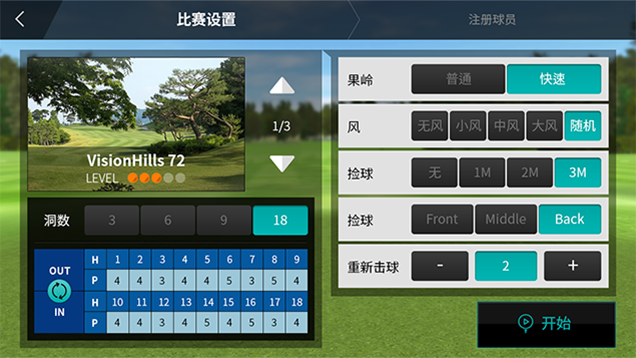 比赛设置
注册球员
VisionHills 72
LEVEL
1/3
洞数 3 6 9 18
OUT
IN
H 1 2 3 4 5 6 7 8 9
P 4 4 3 4 4 5 4 3 5
H 10 11 12 13 14 15 16 17 18
P 4 4 3 4 5 4 5 3 4
果岭 普通 快速
风 无风 小风 中风 大风 随机
捡球 无 1M 2M 3M
捡球 Front Middle Back
重新击球 - 2 +
开始